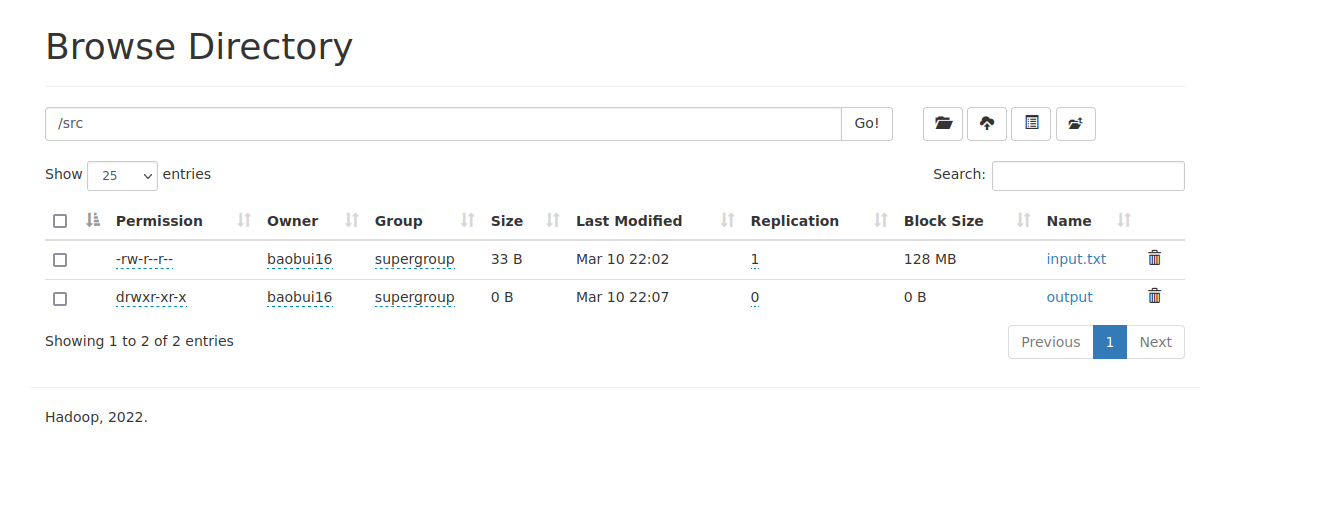 Browse Directory
/src Go!
Show 25 entries Search:
Permission Owner Group Size Last Modified Replication Block Size Name
-rw-r--r-- baobui16 supergroup 33 B Mar 10 22:02 1 128 MB input.txt
drwxr-xr-x baobui16 supergroup 0 B Mar 10 22:07 0 0 B output
Showing 1 to 2 of 2 entries Previous 1 Next
Hadoop, 2022.